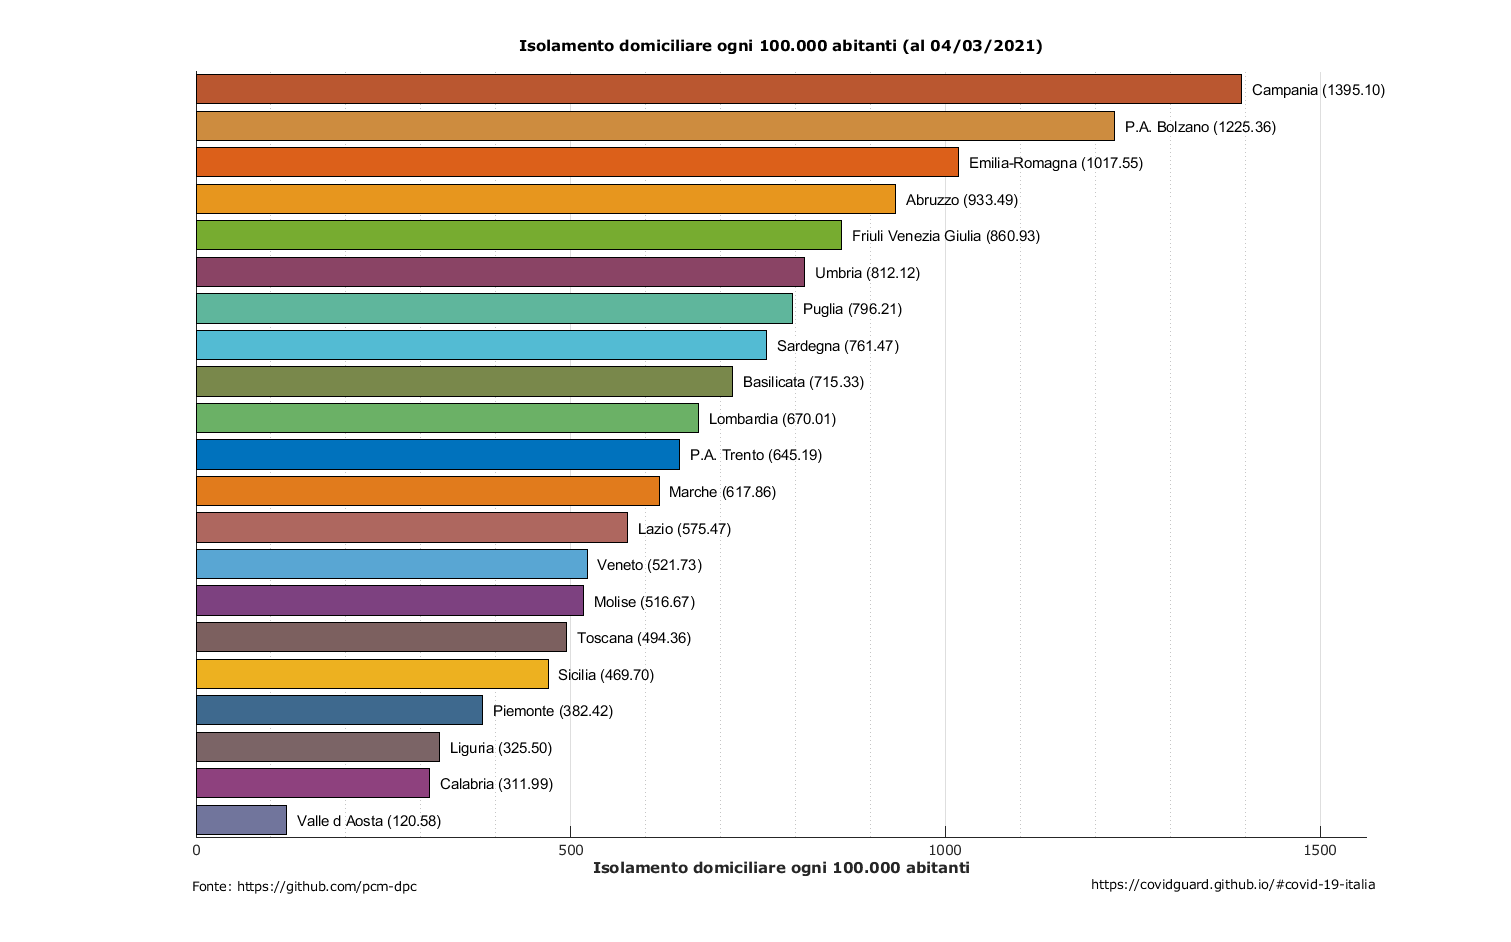 Isolamento domiciliare ogni 100.000 abitanti (al 04/03/2021)
Campania (1395.10)
P.A. Bolzano (1225.36)
Emilia-Romagna (1017.55)
Abruzzo (933.49)
Friuli Venezia Giulia (860.93)
Umbria (812.12)
Puglia (796.21)
Sardegna (761.47)
Basilicata (715.33)
Lombardia (670.01)
P.A. Trento (645.19)
Marche (617.86)
Lazio (575.47)
Veneto (521.73)
Molise (516.67)
Toscana (494.36)
Sicilia (469.70)
Piemonte (382.42)
Liguria (325.50)
Calabria (311.99)
Valle d Aosta (120.58)
0 500 1000 1500
Isolamento domiciliare ogni 100.000 abitanti
Fonte: https://github.com/pcm-dpc
https://covidguard.github.io/#covid-19-italia